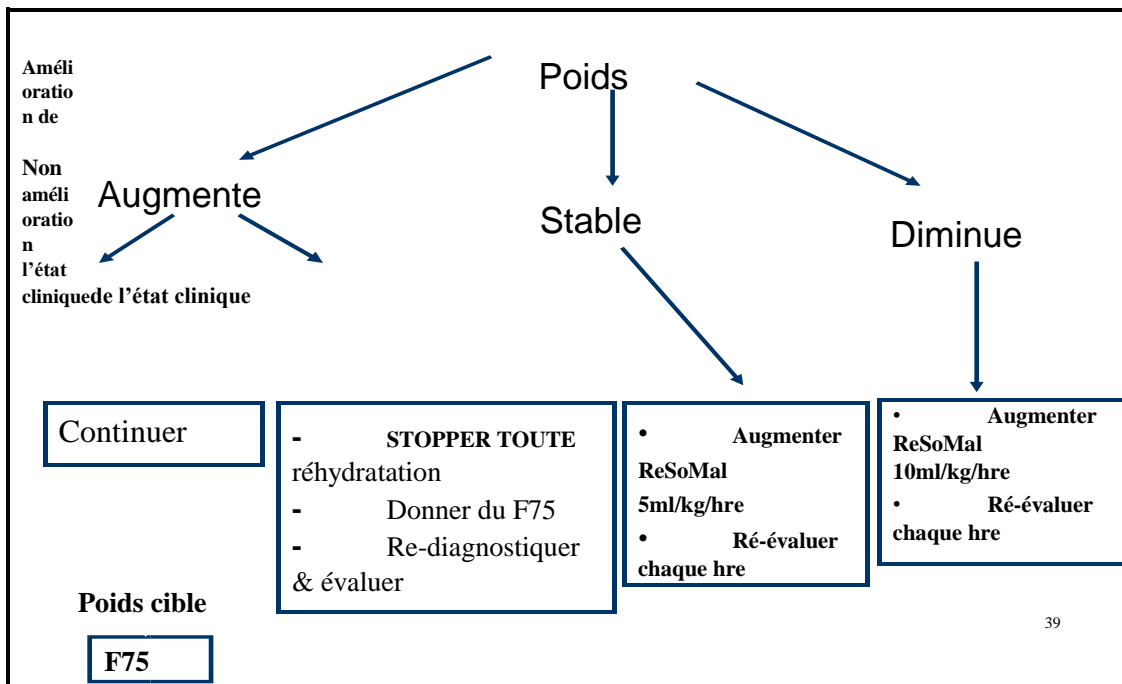 Poids
Améli
oratio
n de
Non
améli
oratio
n
l’état
cliniquede l’état clinique
Augmente
Stable
Diminue
Continuer
- STOPPER TOUTE
réhydratation
- Donner du F75
- Re-diagnostiquer
& évaluer
• Augmenter
ReSoMal
5ml/kg/hre
• Ré-évaluer
chaque hre
• Augmenter
ReSoMal
10ml/kg/hre
• Ré-évaluer
chaque hre
Poids cible
F75
39